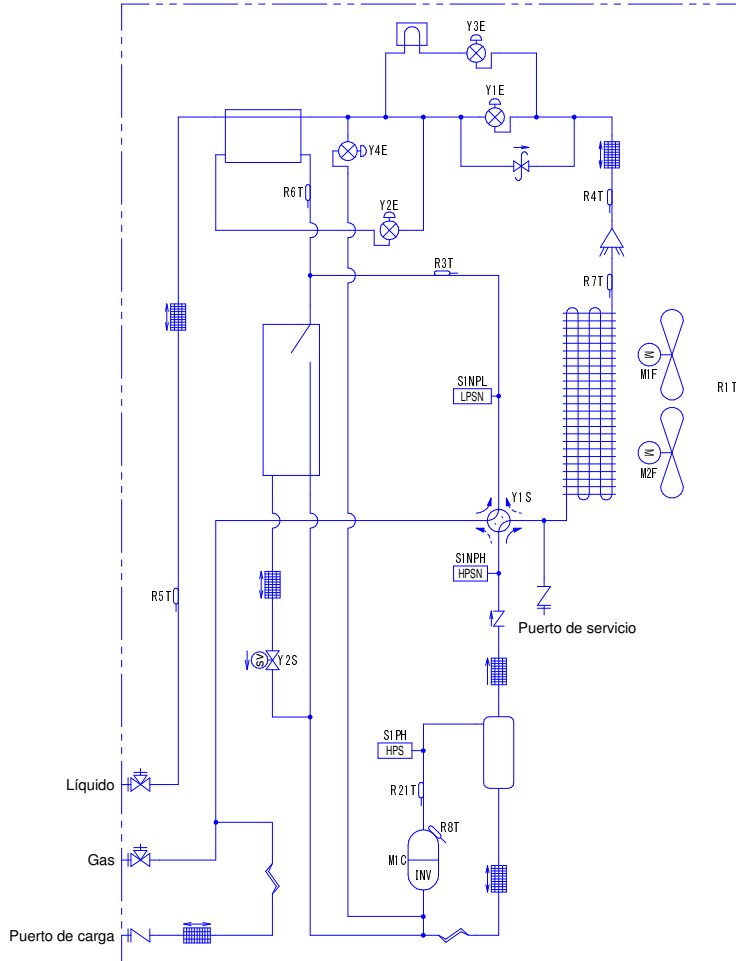 Y3E
Y1E
Y4E
R6T
R4T
Y2E
R3T
R7T
M
M1F
S1NPL
LPSN
R1T
M
M2F
Y1S
S1NPH
HPSN
R5T
Puerto de servicio
SV
Y2S
S1PH
HPS
Líquido
R21T
R8T
M1C
INV
Gas
Puerto de carga